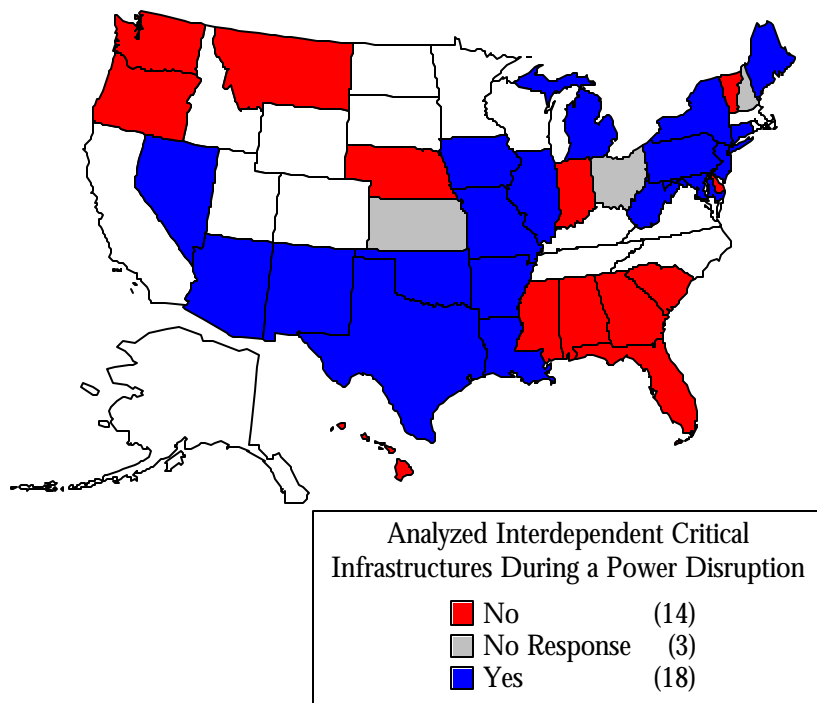 Analyzed Interdependent Critical
Infrastructures During a Power Disruption
No (14)
No Response (3)
Yes (18)